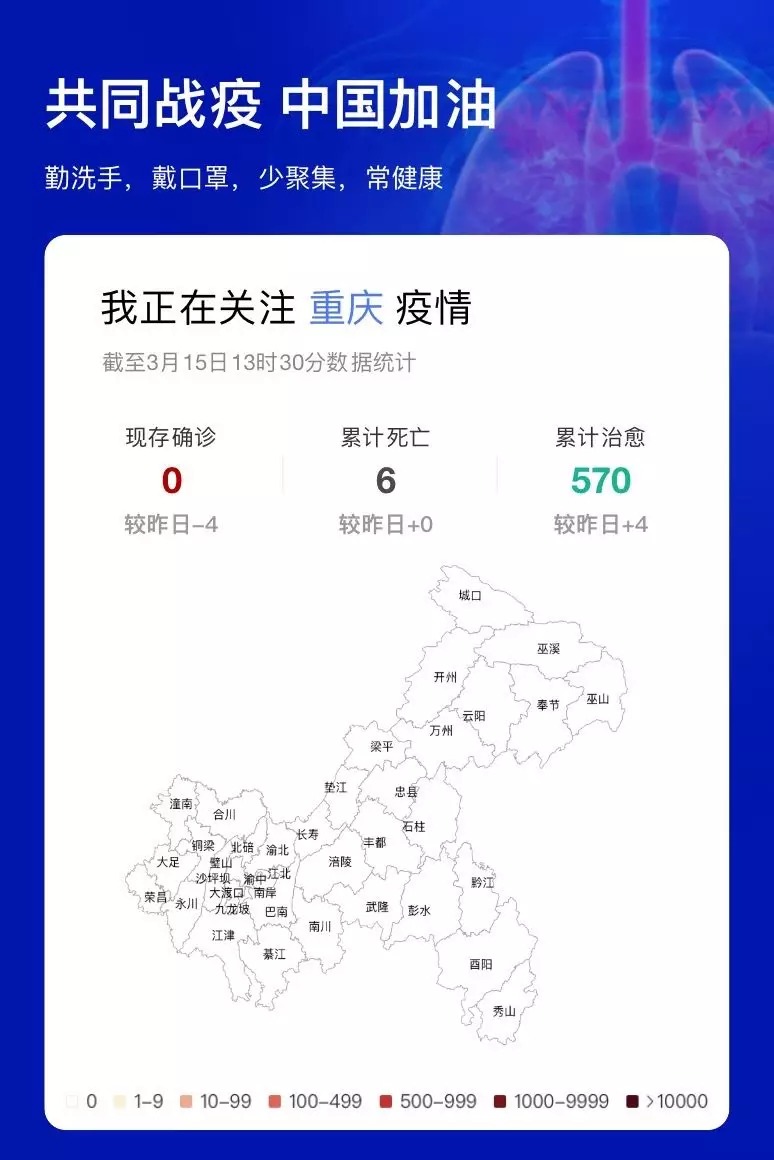 共同战疫 中国加油
勤洗手，戴口罩，少聚集，常健康
我正在关注 重庆 疫情
截至3月15日13时30分数据统计
现存确诊 累计死亡 累计治愈
0 6 570
较昨日-4 较昨日+0 较昨日+4
城口
巫溪
开州
奉节
巫山
云阳
万州
梁平
垫江
忠县
潼南
合川
石柱
长寿
丰都
铜梁
北碚
渝北
大足
璧山
涪陵
沙坪坝
渝中
江北
黔江
荣昌
大渡口
南岸
永川
九龙坡
巴南
武隆
彭水
南川
江津
綦江
酉阳
秀山
0 1-9 10-99 100-499 500-999 1000-9999 >10000